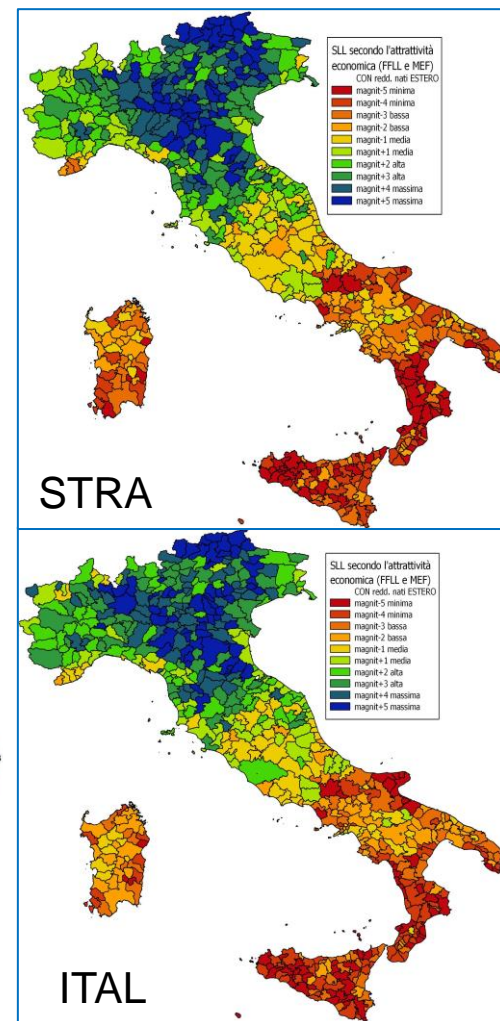 SLL secondo l'attrattività
economica (FFLL e MEF)
CON redd. nati ESTERO
magnit-5 minima
magnit-4 minima
magnit-3 bassa
magnit-2 bassa
magnit-1 media
magnit+1 media
magnit+2 alta
magnit+3 alta
magnit+4 massima
magnit+5 massima
STRA
SLL secondo l'attrattività
economica (FFLL e MEF)
CON redd. nati ESTERO
magnit-5 minima
magnit-4 minima
magnit-3 bassa
magnit-2 bassa
magnit-1 media
magnit+1 media
magnit+2 alta
magnit+3 alta
magnit+4 massima
magnit+5 massima
ITAL